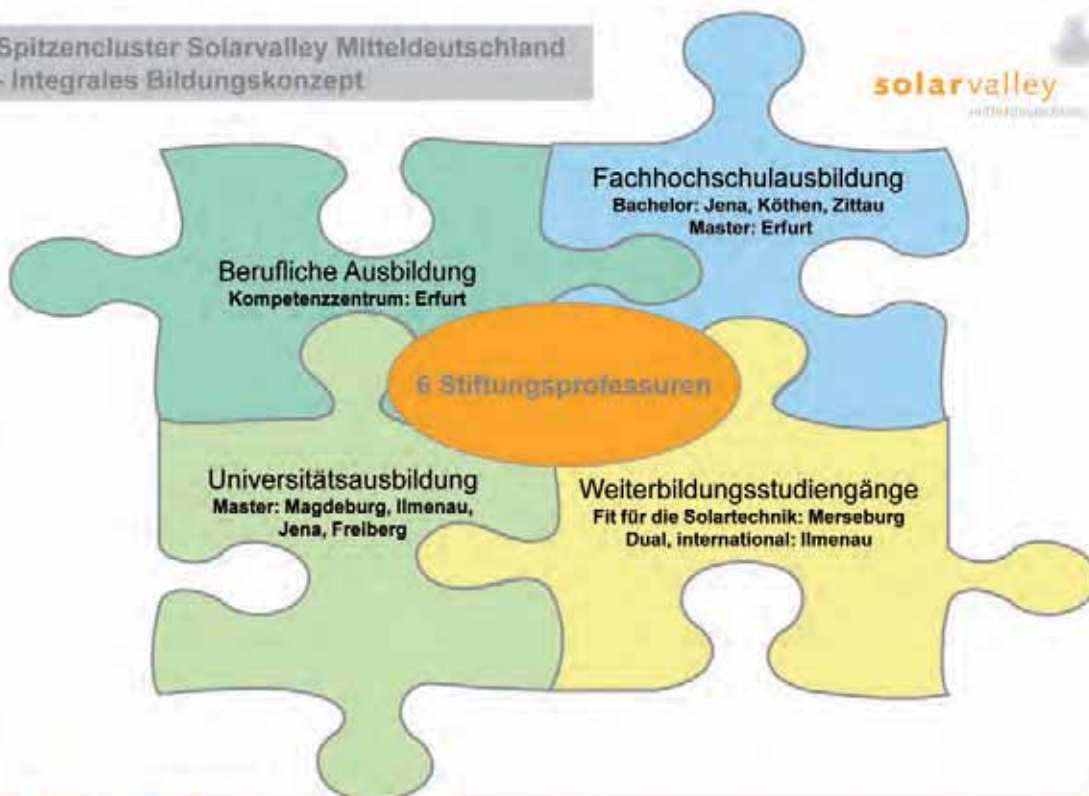 Spitzencluster Solarvalley Mitteldeutschland
- Integrales Bildungskonzept
solarvalley
mitteldeutschland
Fachhochschulausbildung
Bachelor: Jena, Köthen, Zittau
Master: Erfurt
Berufliche Ausbildung
Kompetenzzentrum: Erfurt
6 Stiftungsprofessuren
Universitätsausbildung
Master: Magdeburg, Ilmenau,
Jena, Freiberg
Weiterbildungsstudiengänge
Fit für die Solartechnik: Merseburg
Dual, international: Ilmenau